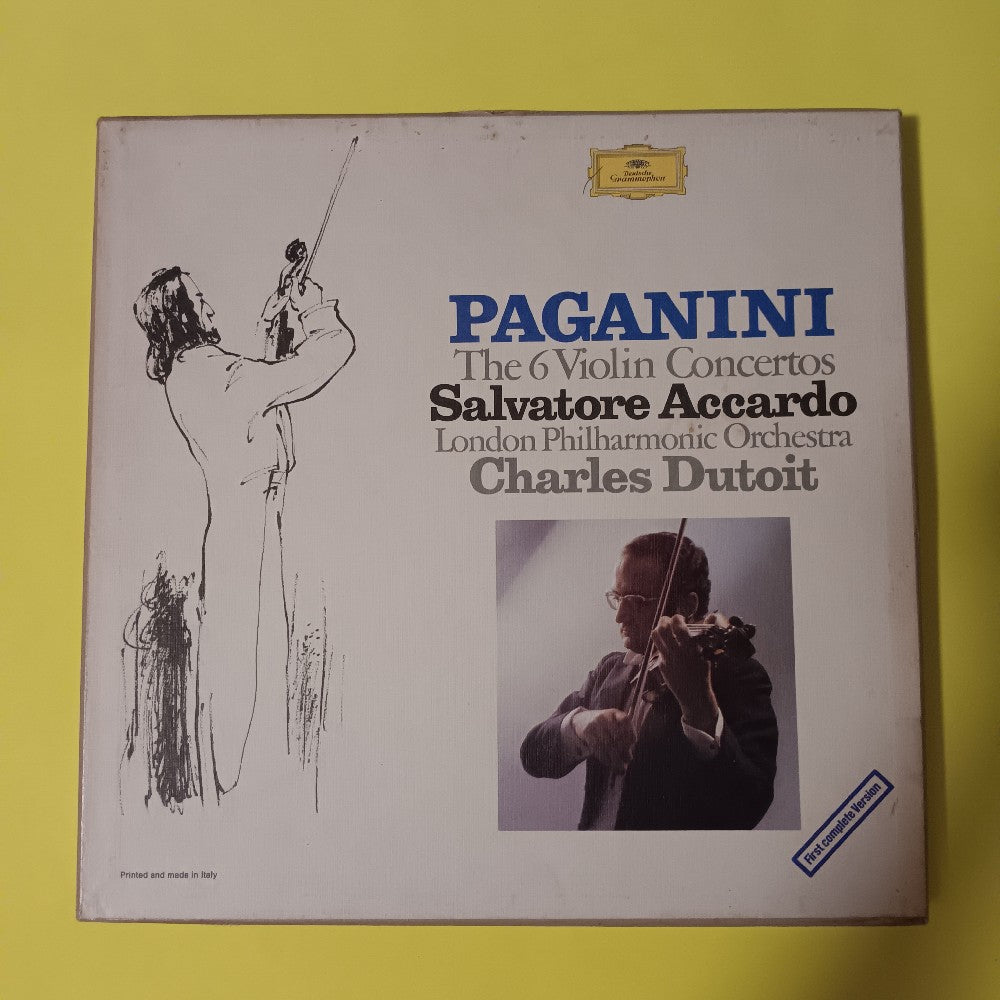 Deutsche
Grammophon
PAGANINI
The 6 Violin Concertos
Salvatore Accardo
London Philharmonic Orchestra
Charles Dutoit
First complete Version
Printed and made in Italy